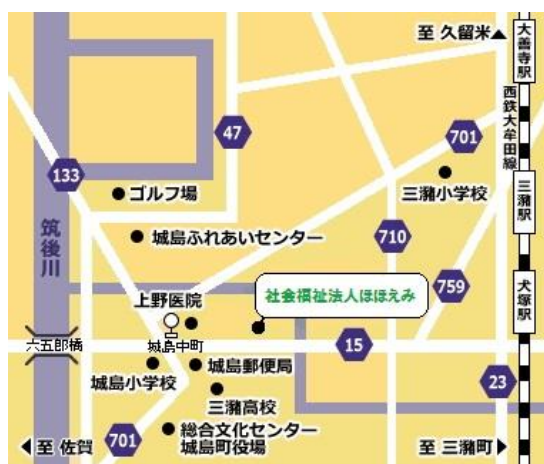 至 久留米
大善寺駅
西鉄大牟田線
47
701
133
三潴小学校
三潴駅
ゴルフ場
筑後川
城島ふれあいセンター
710
759
犬塚駅
社会福祉法人ほほえみ
上野医院
六五郎橋
城島中町
15
城島小学校
城島郵便局
23
三潴高校
701
総合文化センター
城島町役場
至 佐賀
至 三潴町